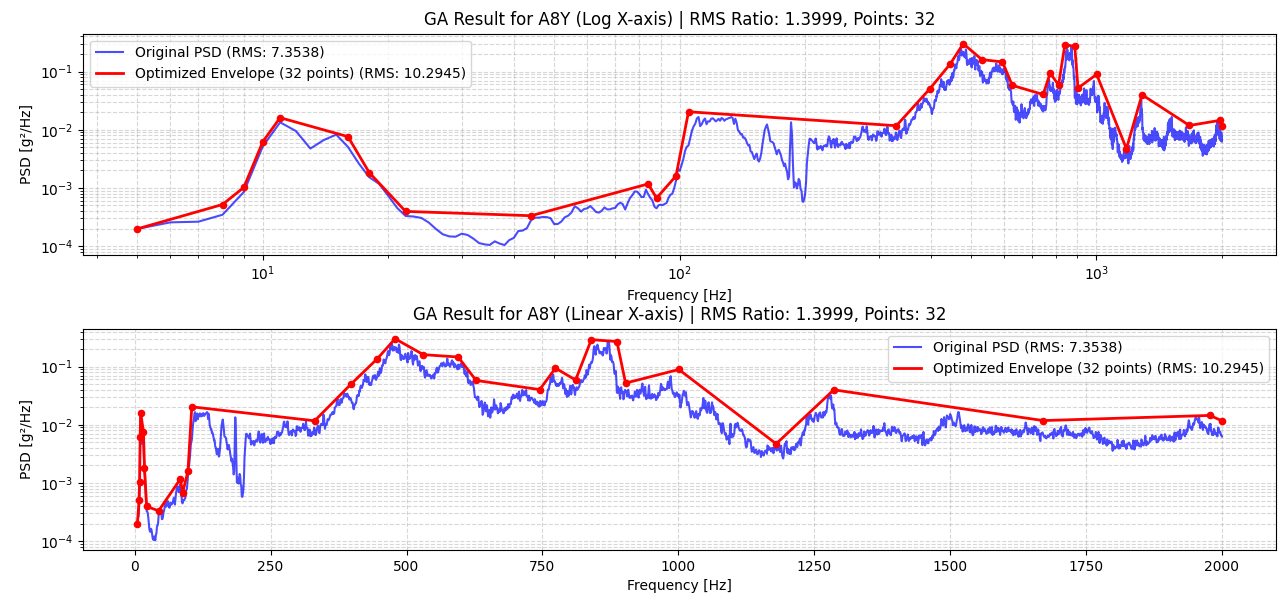 GA Result for A8Y (Log X-axis) | RMS Ratio: 1.3999, Points: 32
Original PSD (RMS: 7.3538)
Optimized Envelope (32 points) (RMS: 10.2945)
PSD [g²/Hz]
10⁻¹
10⁻²
10⁻³
10⁻⁴
10¹
10²
10³
Frequency [Hz]
GA Result for A8Y (Linear X-axis) | RMS Ratio: 1.3999, Points: 32
Original PSD (RMS: 7.3538)
Optimized Envelope (32 points) (RMS: 10.2945)
PSD [g²/Hz]
10⁻¹
10⁻²
10⁻³
10⁻⁴
0 250 500 750 1000 1250 1500 1750 2000
Frequency [Hz]